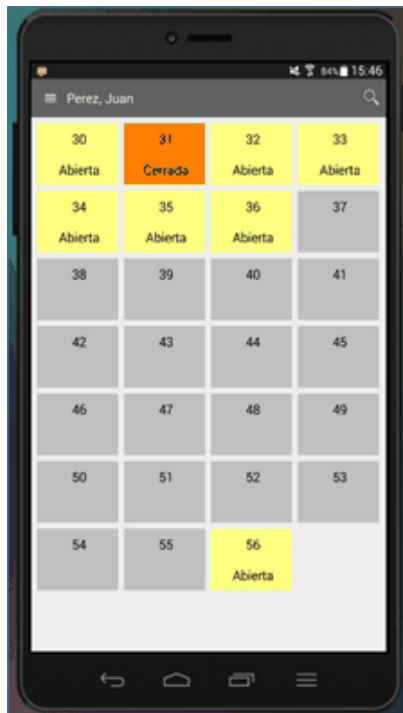 84% 15:46
Perez, Juan
30 31 32 33
Abierta Cerrada Abierta Abierta
34 35 36 37
Abierta Abierta Abierta
38 39 40 41
42 43 44 45
46 47 48 49
50 51 52 53
54 55 56
Abierta